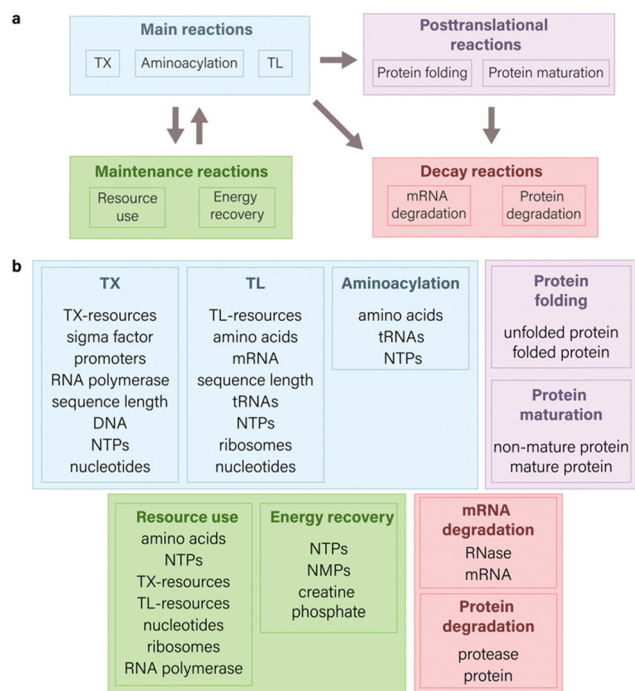 a
Main reactions
TX
Aminoacylation
TL
Posttranslational
reactions
Protein folding
Protein maturation
Maintenance reactions
Resource
use
Energy
recovery
Decay reactions
mRNA
degradation
Protein
degradation
b
TX
TX-resources
sigma factor
promoters
RNA polymerase
sequence length
DNA
NTPs
nucleotides
TL
TL-resources
amino acids
mRNA
sequence length
tRNAs
NTPs
ribosomes
nucleotides
Aminoacylation
amino acids
tRNAs
NTPs
Protein
folding
unfolded protein
folded protein
Protein
maturation
non-mature protein
mature protein
Resource use
amino acids
NTPs
TX-resources
TL-resources
nucleotides
ribosomes
RNA polymerase
Energy recovery
NTPs
NMPs
creatine
phosphate
mRNA
degradation
RNase
mRNA
Protein
degradation
protease
protein